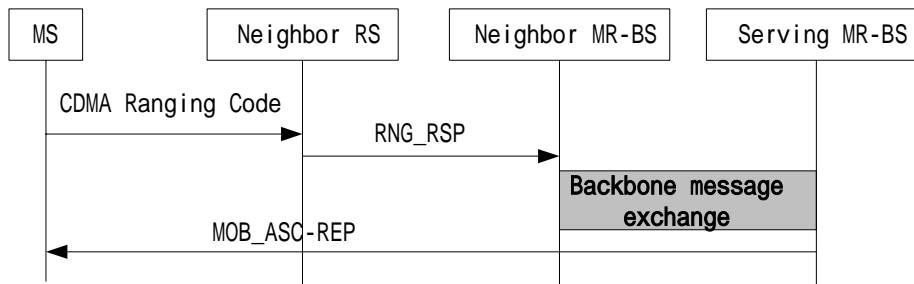 MS
Neighbor RS
Neighbor MR-BS
Serving MR-BS
CDMA Ranging Code
RNG_RSP
Backbone message
exchange
MOB_ASC-REP